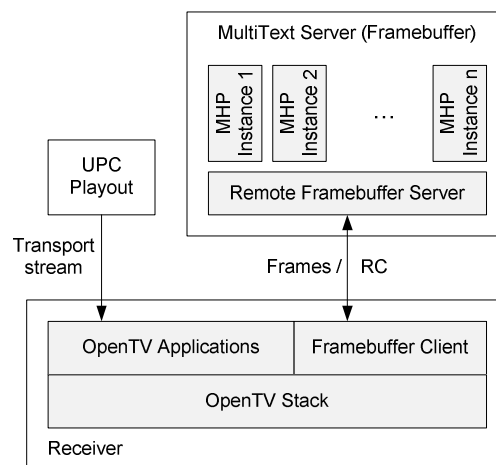 MultiText Server (Framebuffer)
MHP
Instance 1
MHP
Instance 2
...
MHP
Instance n
Remote Framebuffer Server
UPC
Playout
Transport
stream
Frames / RC
OpenTV Applications
Framebuffer Client
OpenTV Stack
Receiver